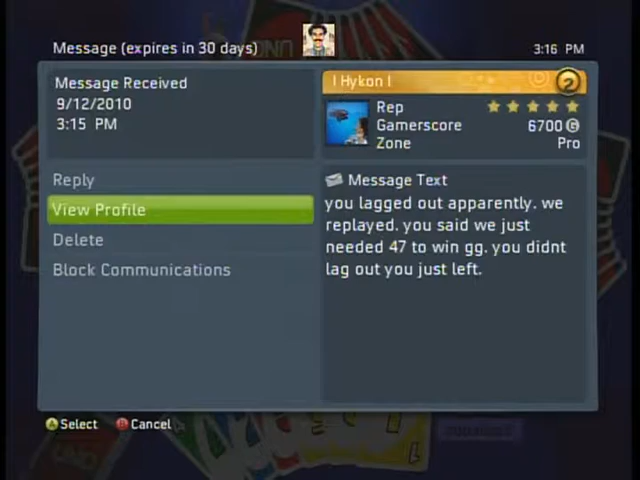 Message (expires in 30 days)
3:16 PM
Message Received
9/12/2010
3:15 PM
Reply
View Profile
Delete
Block Communications
I Hykon I
2
Rep
Gamerscore 6700 G
Zone Pro
Message Text
you lagged out apparently. we
replayed. you said we just
needed 47 to win gg. you didnt
lag out you just left.
A Select B Cancel
UNO